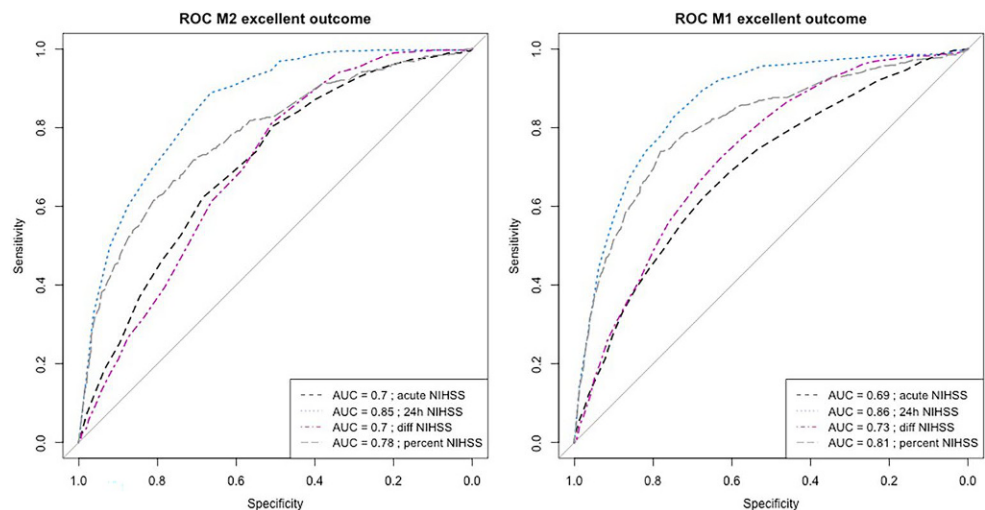 ROC M2 excellent outcome
1.0
0.8
0.6
0.4
0.2
0.0
Sensitivity
AUC = 0.7 ; acute NIHSS
AUC = 0.85 ; 24h NIHSS
AUC = 0.7 ; diff NIHSS
AUC = 0.78 ; percent NIHSS
1.0 0.8 0.6 0.4 0.2 0.0
Specificity
ROC M1 excellent outcome
1.0
0.8
0.6
0.4
0.2
0.0
Sensitivity
AUC = 0.69 ; acute NIHSS
AUC = 0.86 ; 24h NIHSS
AUC = 0.73 ; diff NIHSS
AUC = 0.81 ; percent NIHSS
1.0 0.8 0.6 0.4 0.2 0.0
Specificity